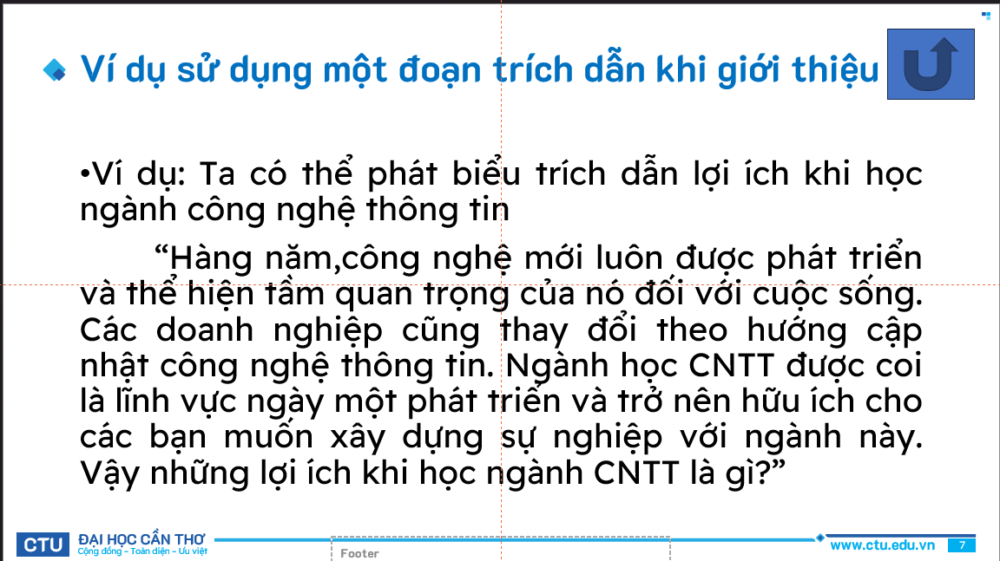 Ví dụ sử dụng một đoạn trích dẫn khi giới thiệu
•Ví dụ: Ta có thể phát biểu trích dẫn lợi ích khi học
ngành công nghệ thông tin
“Hàng năm,công nghệ mới luôn được phát triển
và thể hiện tầm quan trọng của nó đối với cuộc sống.
Các doanh nghiệp cũng thay đổi theo hướng cập
nhật công nghệ thông tin. Ngành học CNTT được coi
là lĩnh vực ngày một phát triển và trở nên hữu ích cho
các bạn muốn xây dựng sự nghiệp với ngành này.
Vậy những lợi ích khi học ngành CNTT là gì?”
CTU
ĐẠI HỌC CẦN THƠ
Cộng đồng – Toàn diện – Ưu việt
Footer
www.ctu.edu.vn
7